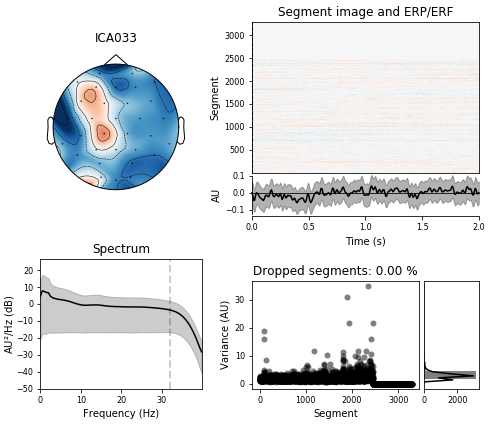 ICA033
Segment image and ERP/ERF
Segment
3000
2500
2000
1500
1000
500
AU
0.1
0.0
−0.1
0.0 0.5 1.0 1.5 2.0
Time (s)
Spectrum
AU²/Hz (dB)
20
10
0
−10
−20
−30
−40
−50
0 10 20 30
Frequency (Hz)
Dropped segments: 0.00 %
Variance (AU)
30
20
10
0
0 1000 2000 3000
Segment
0 2000